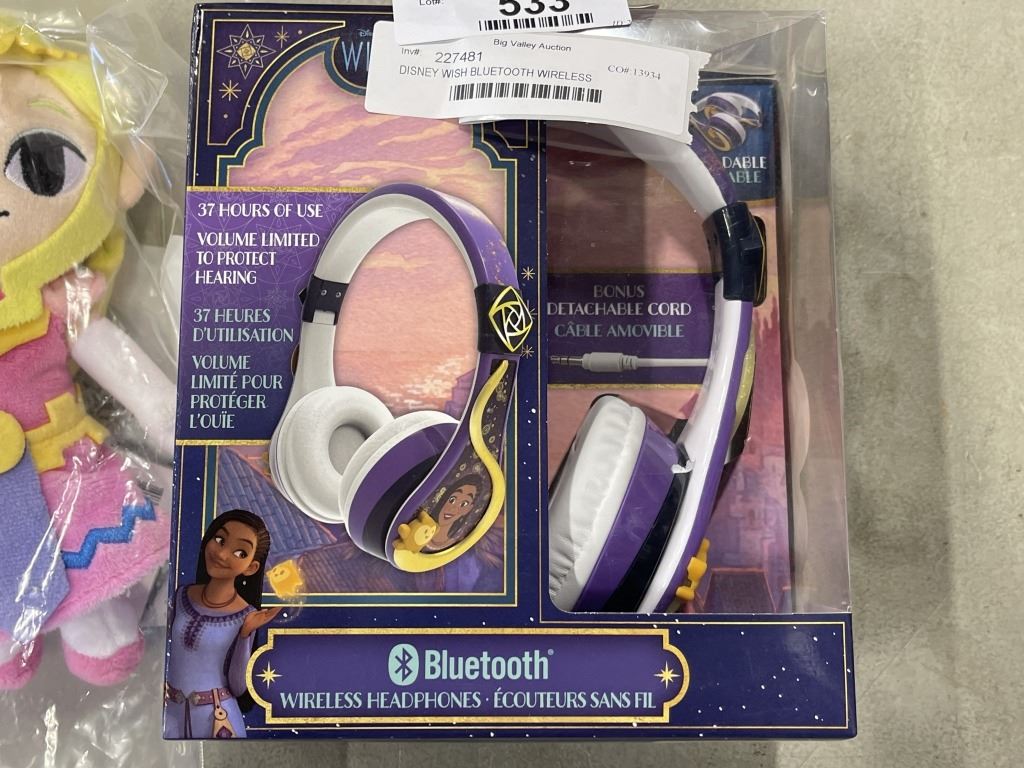 Lot#:
533
Big Valley Auction
Inv#: 227481
CO#:13934
DISNEY WISH BLUETOOTH WIRELESS
37 HOURS OF USE
VOLUME LIMITED
TO PROTECT
HEARING
37 HEURES
D'UTILISATION
VOLUME
LIMITÉ POUR
PROTÉGER
L'OUÏE
DABLE
ABLE
BONUS
DETACHABLE CORD
CÂBLE AMOVIBLE
Bluetooth®
WIRELESS HEADPHONES · ÉCOUTEURS SANS FIL